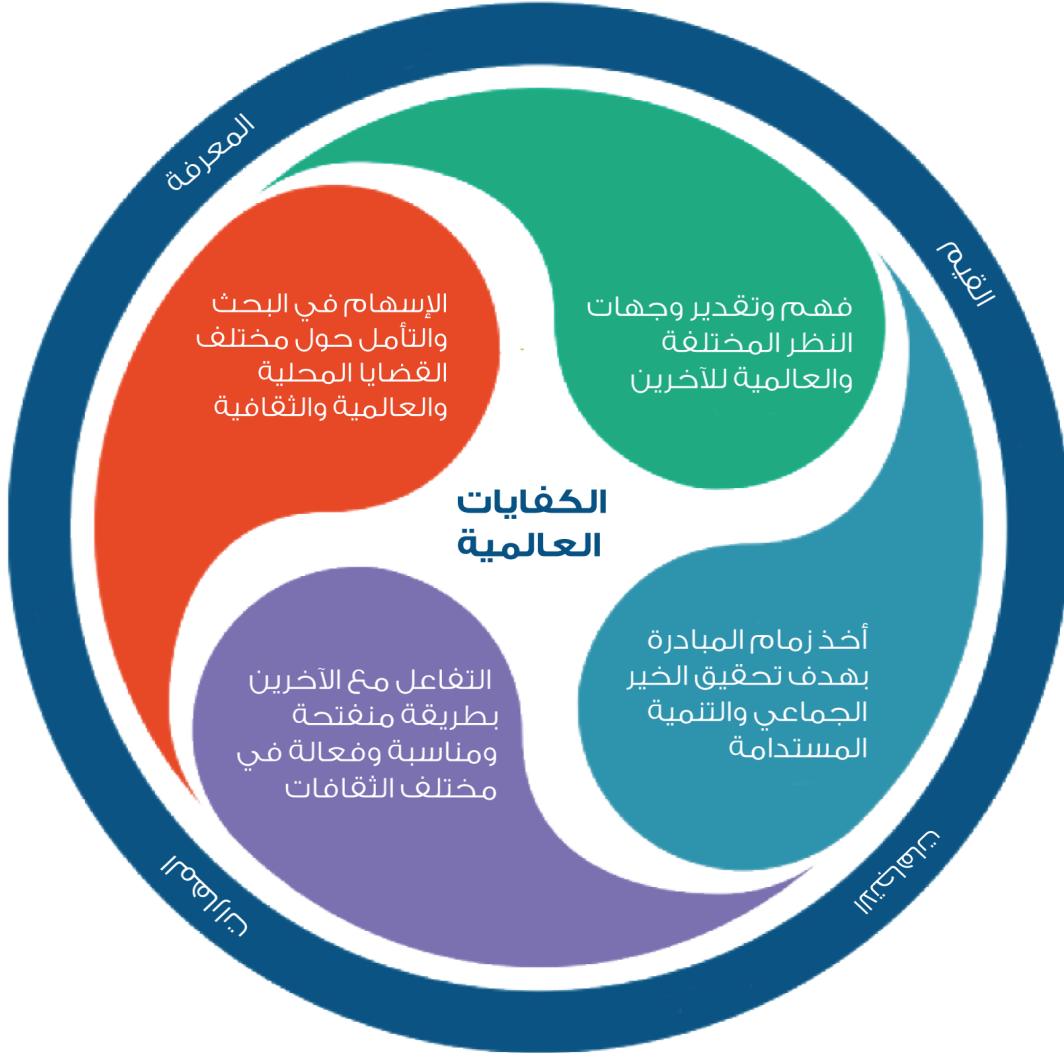 المعرفة
القيم
فهم وتقدير وجهات
النظر المختلفة
والعالمية للآخرين
الإسهام في البحث
والتأمل حول مختلف
القضايا المحلية
والعالمية والثقافية
الكفايات
العالمية
أخذ زمام المبادرة
بهدف تحقيق الخير
الجماعي والتنمية
المستدامة
التفاعل مع الآخرين
بطريقة منفتحة
ومناسبة وفعالة في
مختلف الثقافات
الاتجاهات
المهارات